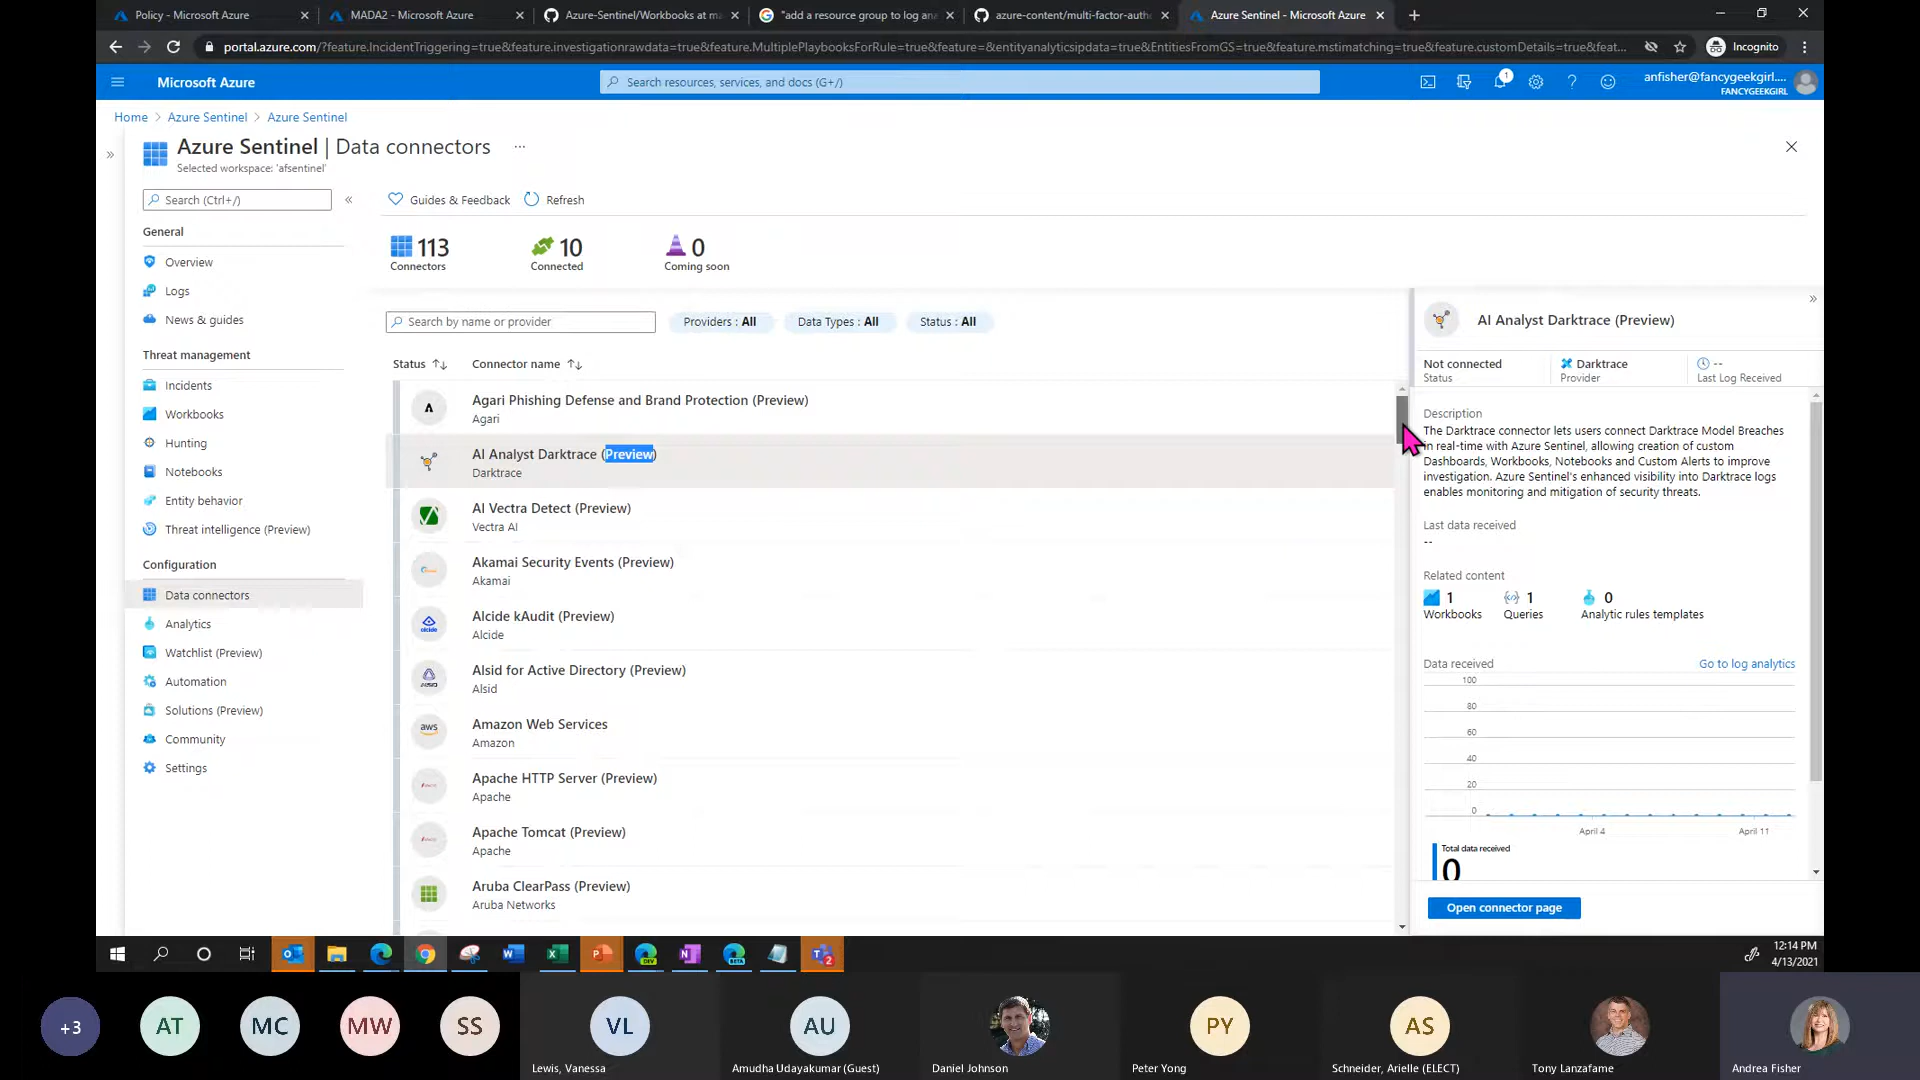 Policy - Microsoft Azure
MADA2 - Microsoft Azure
Azure-Sentinel/Workbooks at ma
"add a resource group to log ana
azure-content/multi-factor-auth
Azure Sentinel - Microsoft Azure
portal.azure.com/?feature.IncidentTriggering=true&feature.investigationrawdata=true&feature.MultiplePlaybooksForRule=true&feature=&entityanalyticsipdata=true&EntitiesFromGS=true&feature.mstimatching=true&feature.customDetails=true&feat...
Incognito
Microsoft Azure
Search resources, services, and docs (G+/)
1
anfisher@fancygeekgirl....
FANCYGEEKGIRL
Home > Azure Sentinel > Azure Sentinel
Azure Sentinel | Data connectors ...
Selected workspace: 'afsentinel'
Search (Ctrl+/)
General
Overview
Logs
News & guides
Threat management
Incidents
Workbooks
Hunting
Notebooks
Entity behavior
Threat intelligence (Preview)
Configuration
Data connectors
Analytics
Watchlist (Preview)
Automation
Solutions (Preview)
Community
Settings
Guides & Feedback
Refresh
113
Connectors
10
Connected
0
Coming soon
Search by name or provider
Providers : All
Data Types : All
Status : All
Status
Connector name
Agari Phishing Defense and Brand Protection (Preview)
Agari
AI Analyst Darktrace (Preview)
Darktrace
AI Vectra Detect (Preview)
Vectra AI
Akamai Security Events (Preview)
Akamai
alcide
Alcide kAudit (Preview)
Alcide
ALSID
Alsid for Active Directory (Preview)
Alsid
aws
Amazon Web Services
Amazon
Apache HTTP Server (Preview)
Apache
Apache Tomcat (Preview)
Apache
Aruba ClearPass (Preview)
Aruba Networks
AI Analyst Darktrace (Preview)
Not connected
Status
Darktrace
Provider
--
Last Log Received
Description
The Darktrace connector lets users connect Darktrace Model Breaches
in real-time with Azure Sentinel, allowing creation of custom
Dashboards, Workbooks, Notebooks and Custom Alerts to improve
investigation. Azure Sentinel's enhanced visibility into Darktrace logs
enables monitoring and mitigation of security threats.
Last data received
--
Related content
1
Workbooks
1
Queries
0
Analytic rules templates
Data received
Go to log analytics
100
80
60
40
20
0
April 4
April 11
Total data received
0
Open connector page
DEV
BETA
2
12:14 PM
4/13/2021
+3
AT
MC
MW
SS
VL
Lewis, Vanessa
AU
Amudha Udayakumar (Guest)
Daniel Johnson
PY
Peter Yong
AS
Schneider, Arielle (ELECT)
Tony Lanzafame
Andrea Fisher